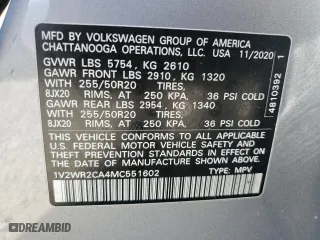 MFD BY VOLKSWAGEN GROUP OF AMERICA
CHATTANOOGA OPERATIONS, LLC. USA 11/2020
GVWR LBS 5754, KG 2610
GAWR FRONT LBS 2910, KG 1320
WITH 255/50R20 TIRES.
8JX20 RIMS, AT 250 KPA, 36 PSI COLD
GAWR REAR LBS 2954, KG 1340
WITH 255/50R20 TIRES.
8JX20 RIMS, AT 250 KPA, 36 PSI COLD
THIS VEHICLE CONFORMS TO ALL APPLICABLE
U.S. FEDERAL MOTOR VEHICLE SAFETY AND
THEFT PREVENTION STANDARDS IN EFFECT ON
THE DATE OF MANUFACTURE SHOWN ABOVE.
1V2WR2CA4MC551602 TYPE: MPV
4810392 1
AUTOBIDMASTER